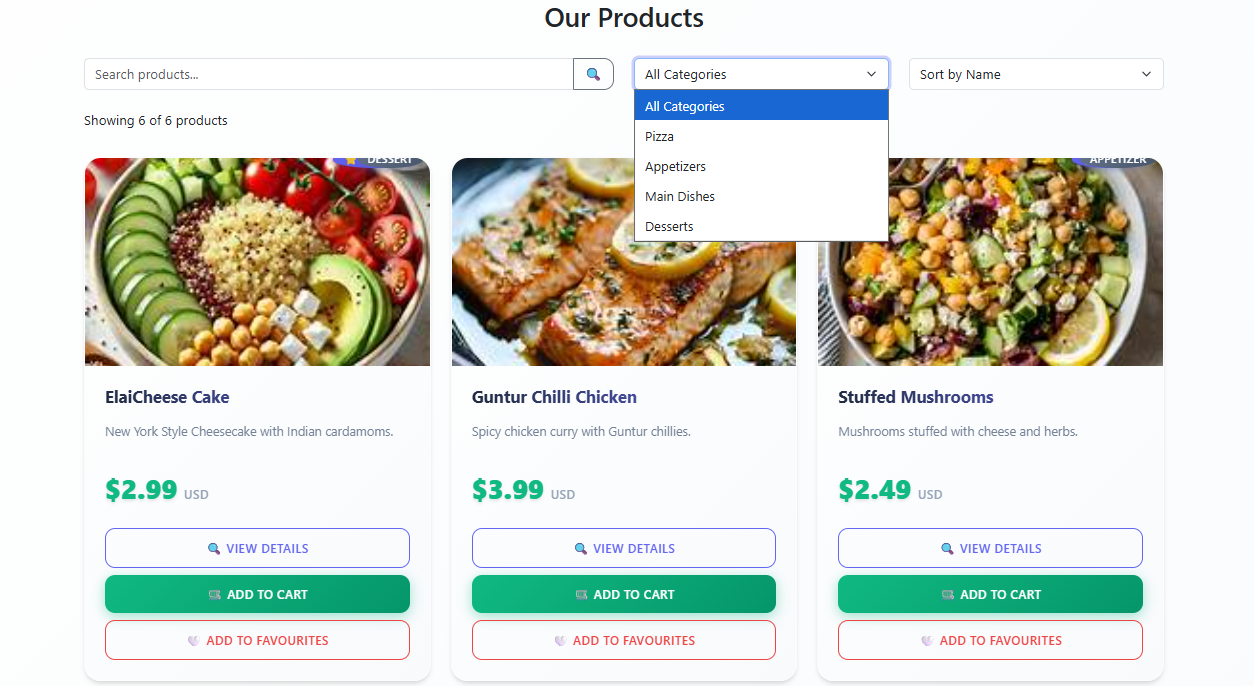 Our Products
Search products...
All Categories
Sort by Name
All Categories
Pizza
Appetizers
Main Dishes
Desserts
Showing 6 of 6 products
DESSERT
APPETIZER
ElaiCheese Cake
New York Style Cheesecake with Indian cardamoms.
$2.99 USD
VIEW DETAILS
ADD TO CART
ADD TO FAVOURITES
Guntur Chilli Chicken
Spicy chicken curry with Guntur chillies.
$3.99 USD
VIEW DETAILS
ADD TO CART
ADD TO FAVOURITES
Stuffed Mushrooms
Mushrooms stuffed with cheese and herbs.
$2.49 USD
VIEW DETAILS
ADD TO CART
ADD TO FAVOURITES